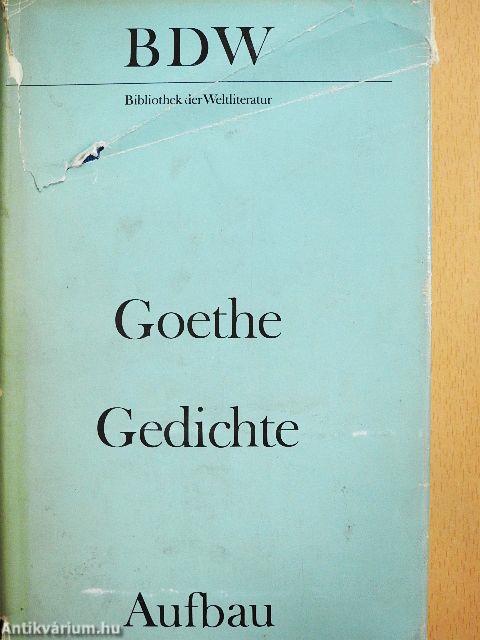 BDW
Bibliothek der Weltliteratur
Goethe
Gedichte
Aufbau
Antikvárium.hu